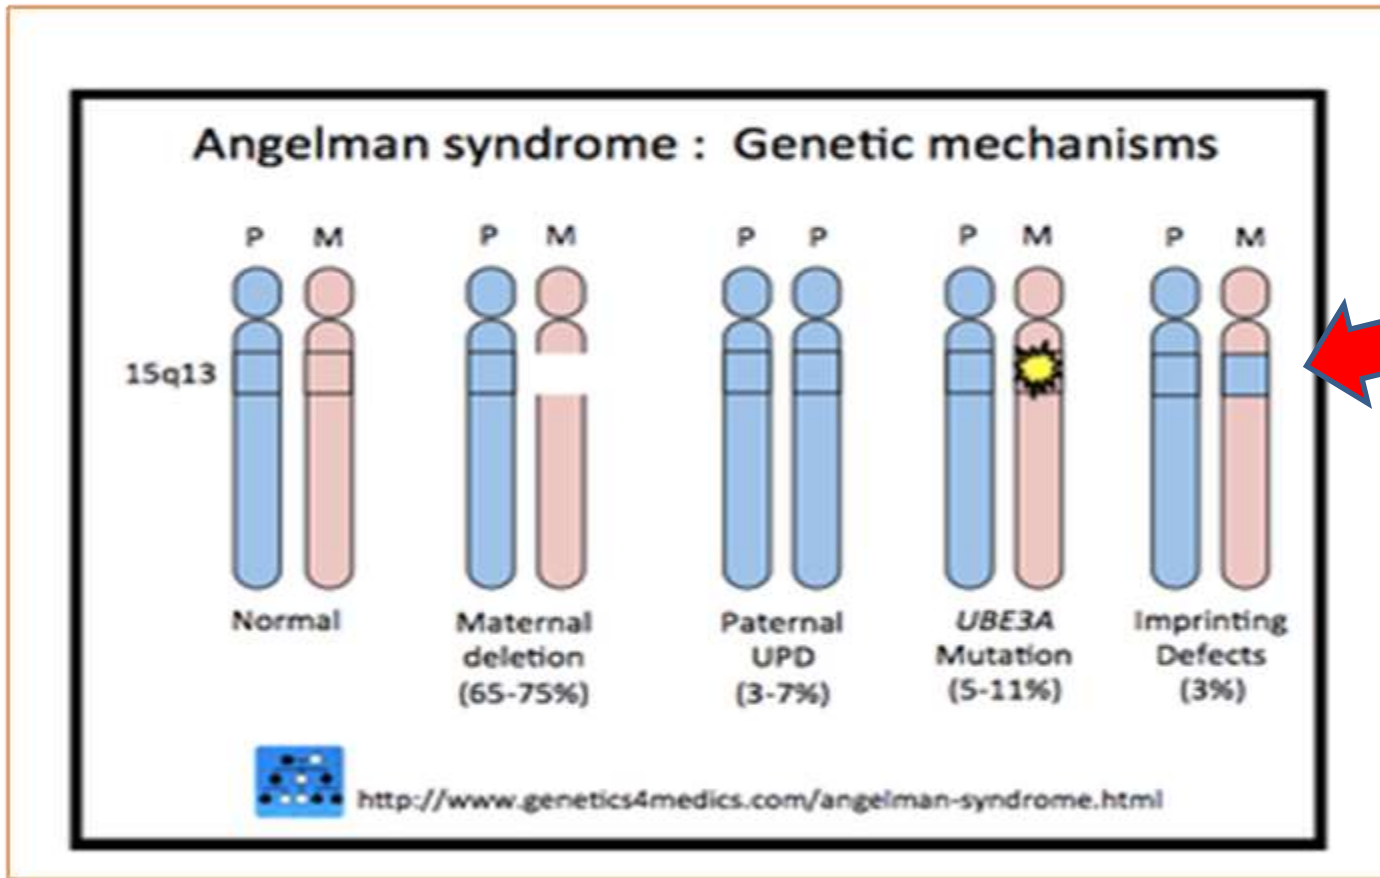 Angelman syndrome : Genetic mechanisms
P M P M P P P M P M
15q13
Normal
Maternal
deletion
(65-75%)
Paternal
UPD
(3-7%)
UBE3A
Mutation
(5-11%)
Imprinting
Defects
(3%)
http://www.genetics4medics.com/angelman-syndrome.html